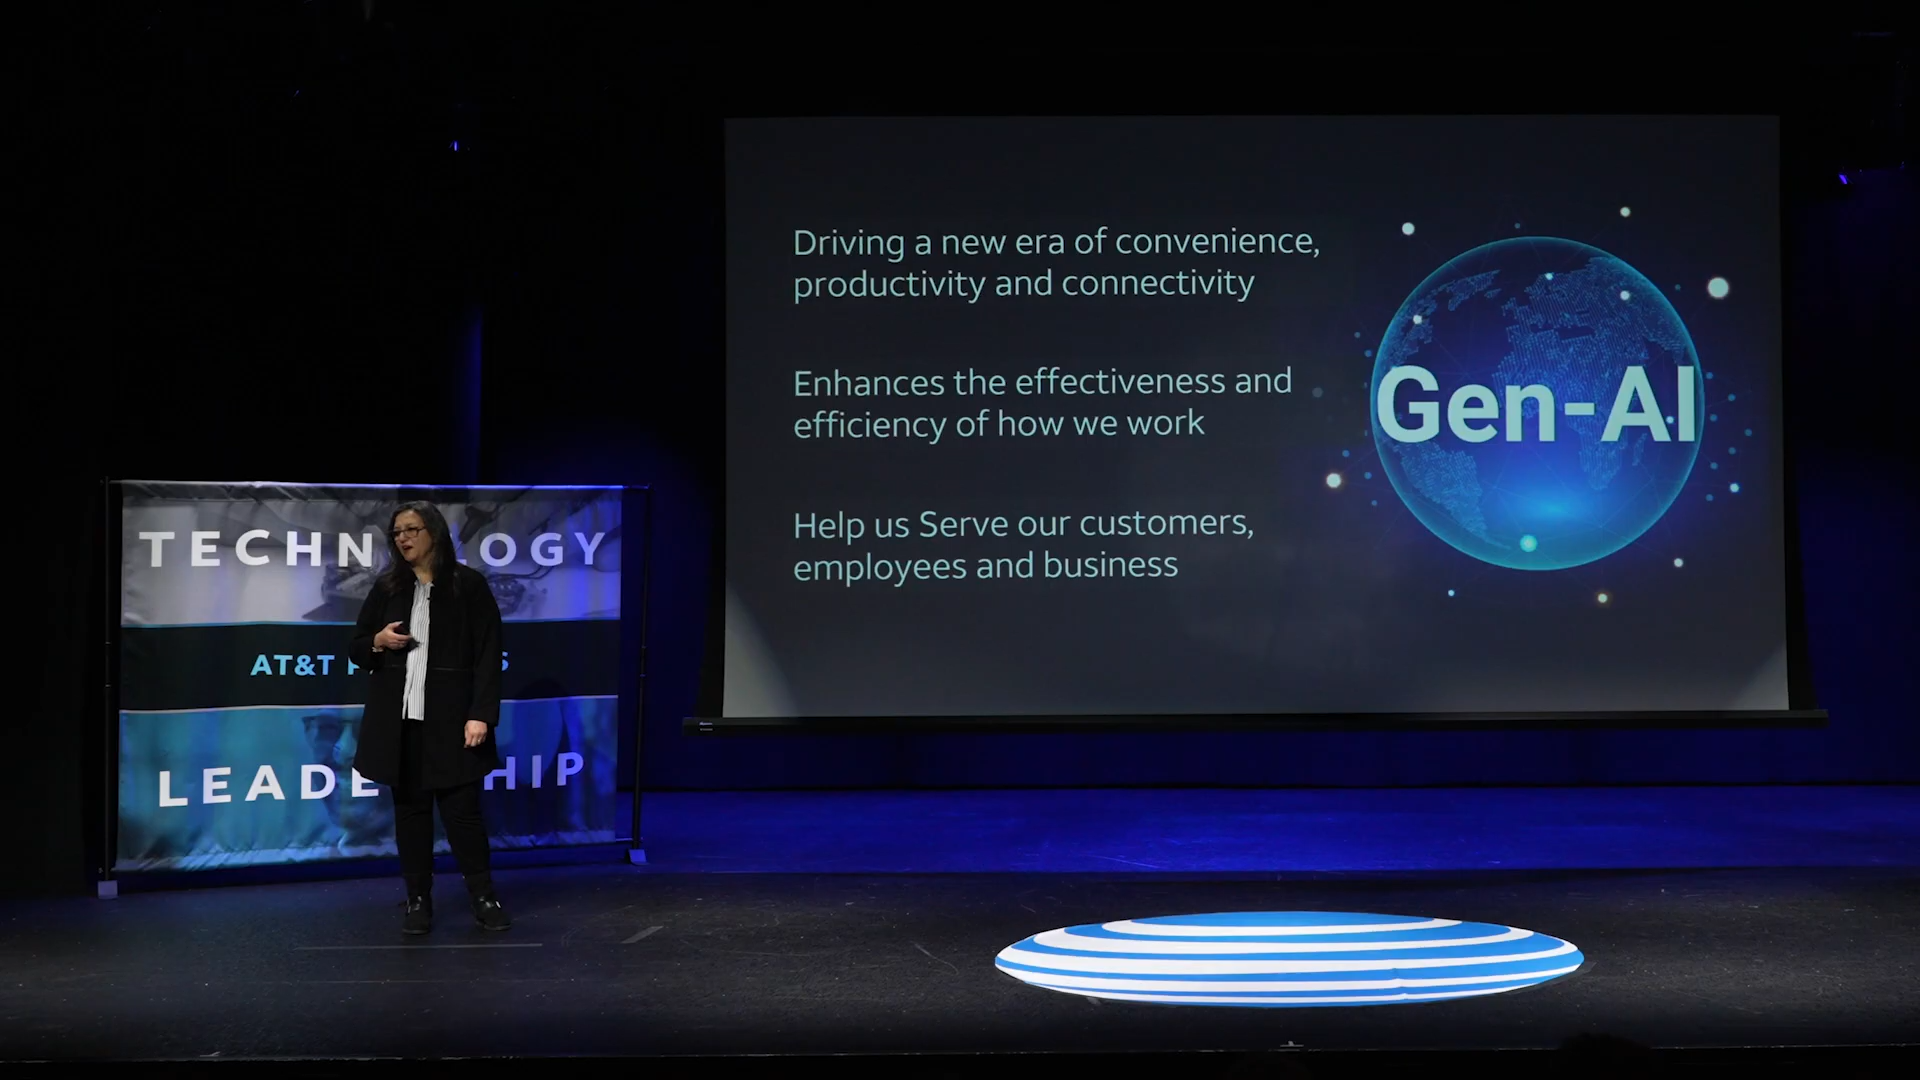 Driving a new era of convenience,
productivity and connectivity
Enhances the effectiveness and
efficiency of how we work
Help us Serve our customers,
employees and business
Gen-AI
TECHN OGY
AT&T
LEADE HIP